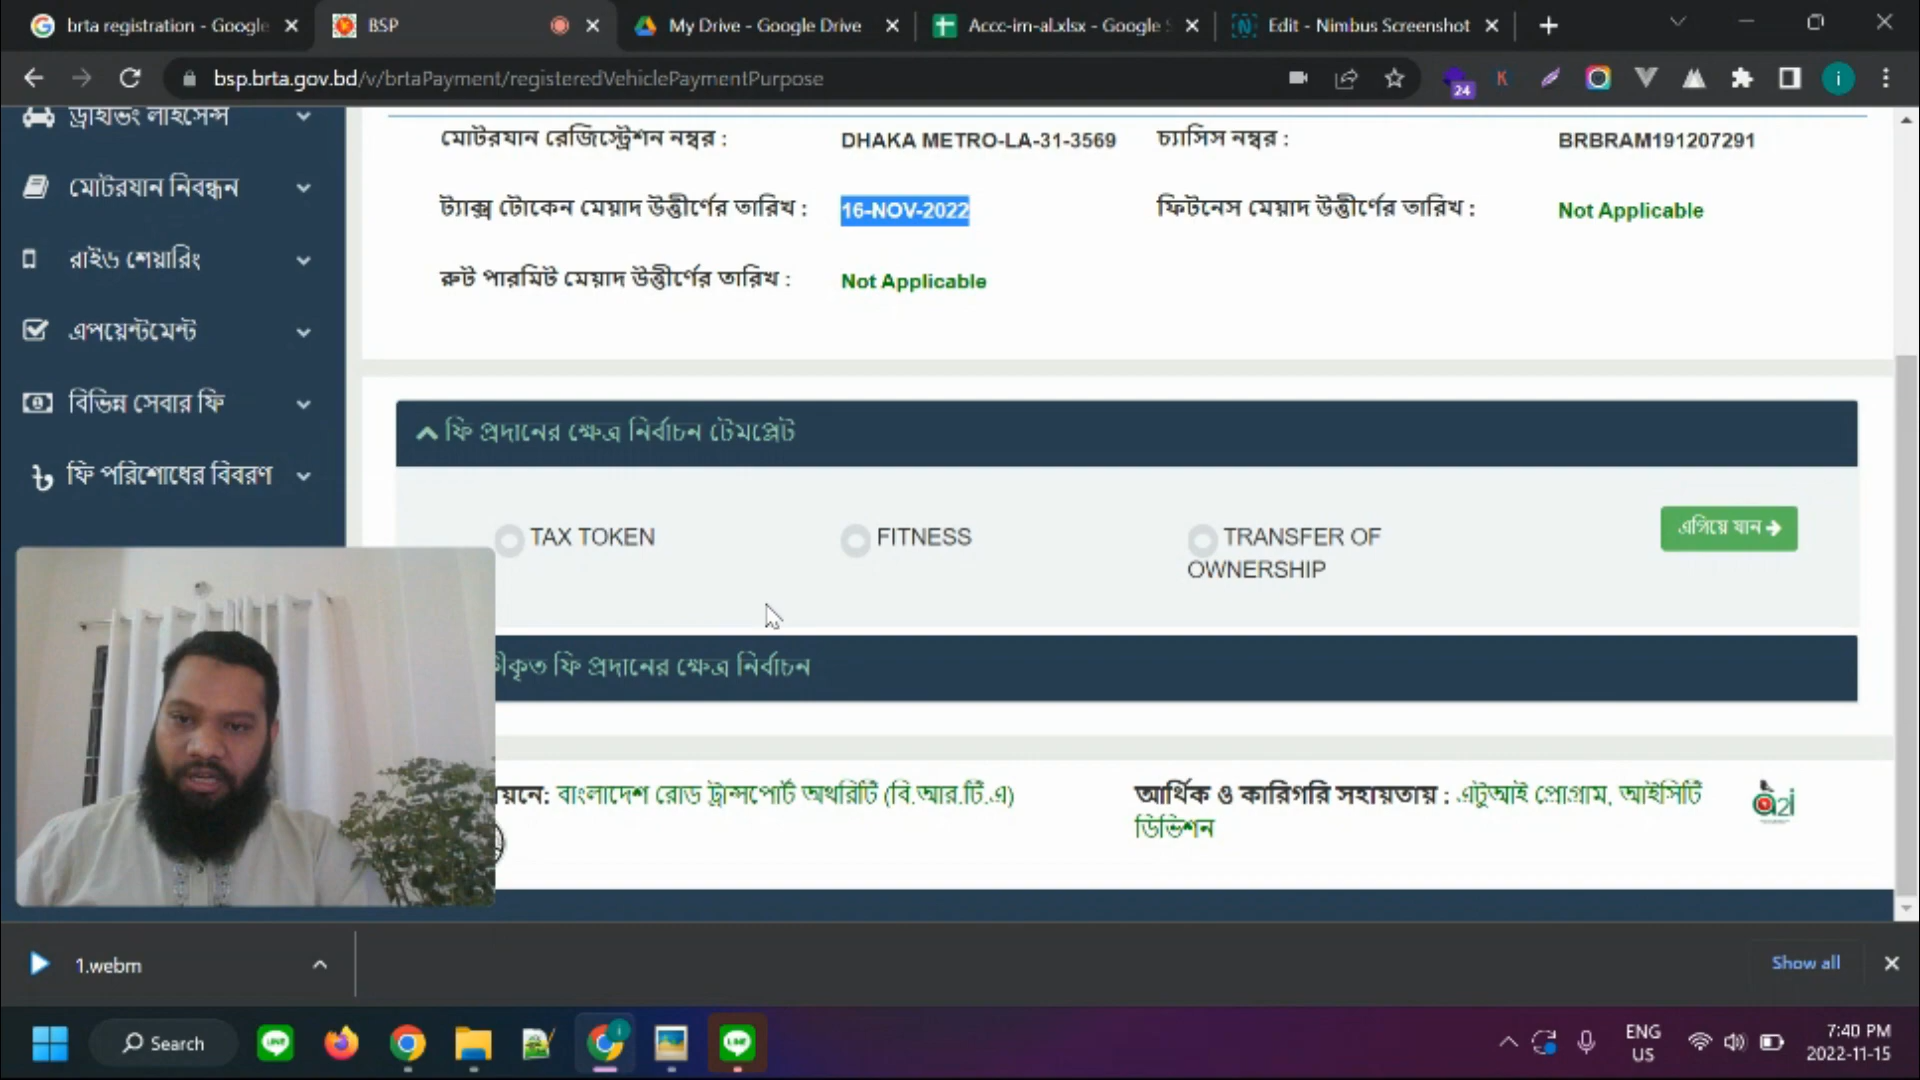 brta registration - Google
BSP
My Drive - Google Drive
Accc-im-al.xlsx - Google S
Edit - Nimbus Screenshot
bsp.brta.gov.bd/v/brtaPayment/registeredVehiclePaymentPurpose
24
K
i
ড্রাইভিং লাইসেন্স
মোটরযান নিবন্ধন
রাইড শেয়ারিং
এপয়েন্টমেন্ট
বিভিন্ন সেবার ফি
ফি পরিশোধের বিবরণ
মোটরযান রেজিস্ট্রেশন নম্বর : DHAKA METRO-LA-31-3569 চ্যাসিস নম্বর : BRBRAM191207291
ট্যাক্স টোকেন মেয়াদ উত্তীর্ণের তারিখ : 16-NOV-2022 ফিটনেস মেয়াদ উত্তীর্ণের তারিখ : Not Applicable
রুট পারমিট মেয়াদ উত্তীর্ণের তারিখ : Not Applicable
ফি প্রদানের ক্ষেত্র নির্বাচন টেমপ্লেট
TAX TOKEN FITNESS TRANSFER OF
OWNERSHIP
এগিয়ে যান
ফি প্রদানের ক্ষেত্র নির্বাচন
বাংলাদেশ রোড ট্রান্সপোর্ট অথরিটি (বি.আর.টি.এ)
আর্থিক ও কারিগরি সহায়তায় : এটুআই প্রোগ্রাম, আইসিটি
ডিভিশন
a2i
1.webm
Show all
Search
ENG
US
7:40 PM
2022-11-15